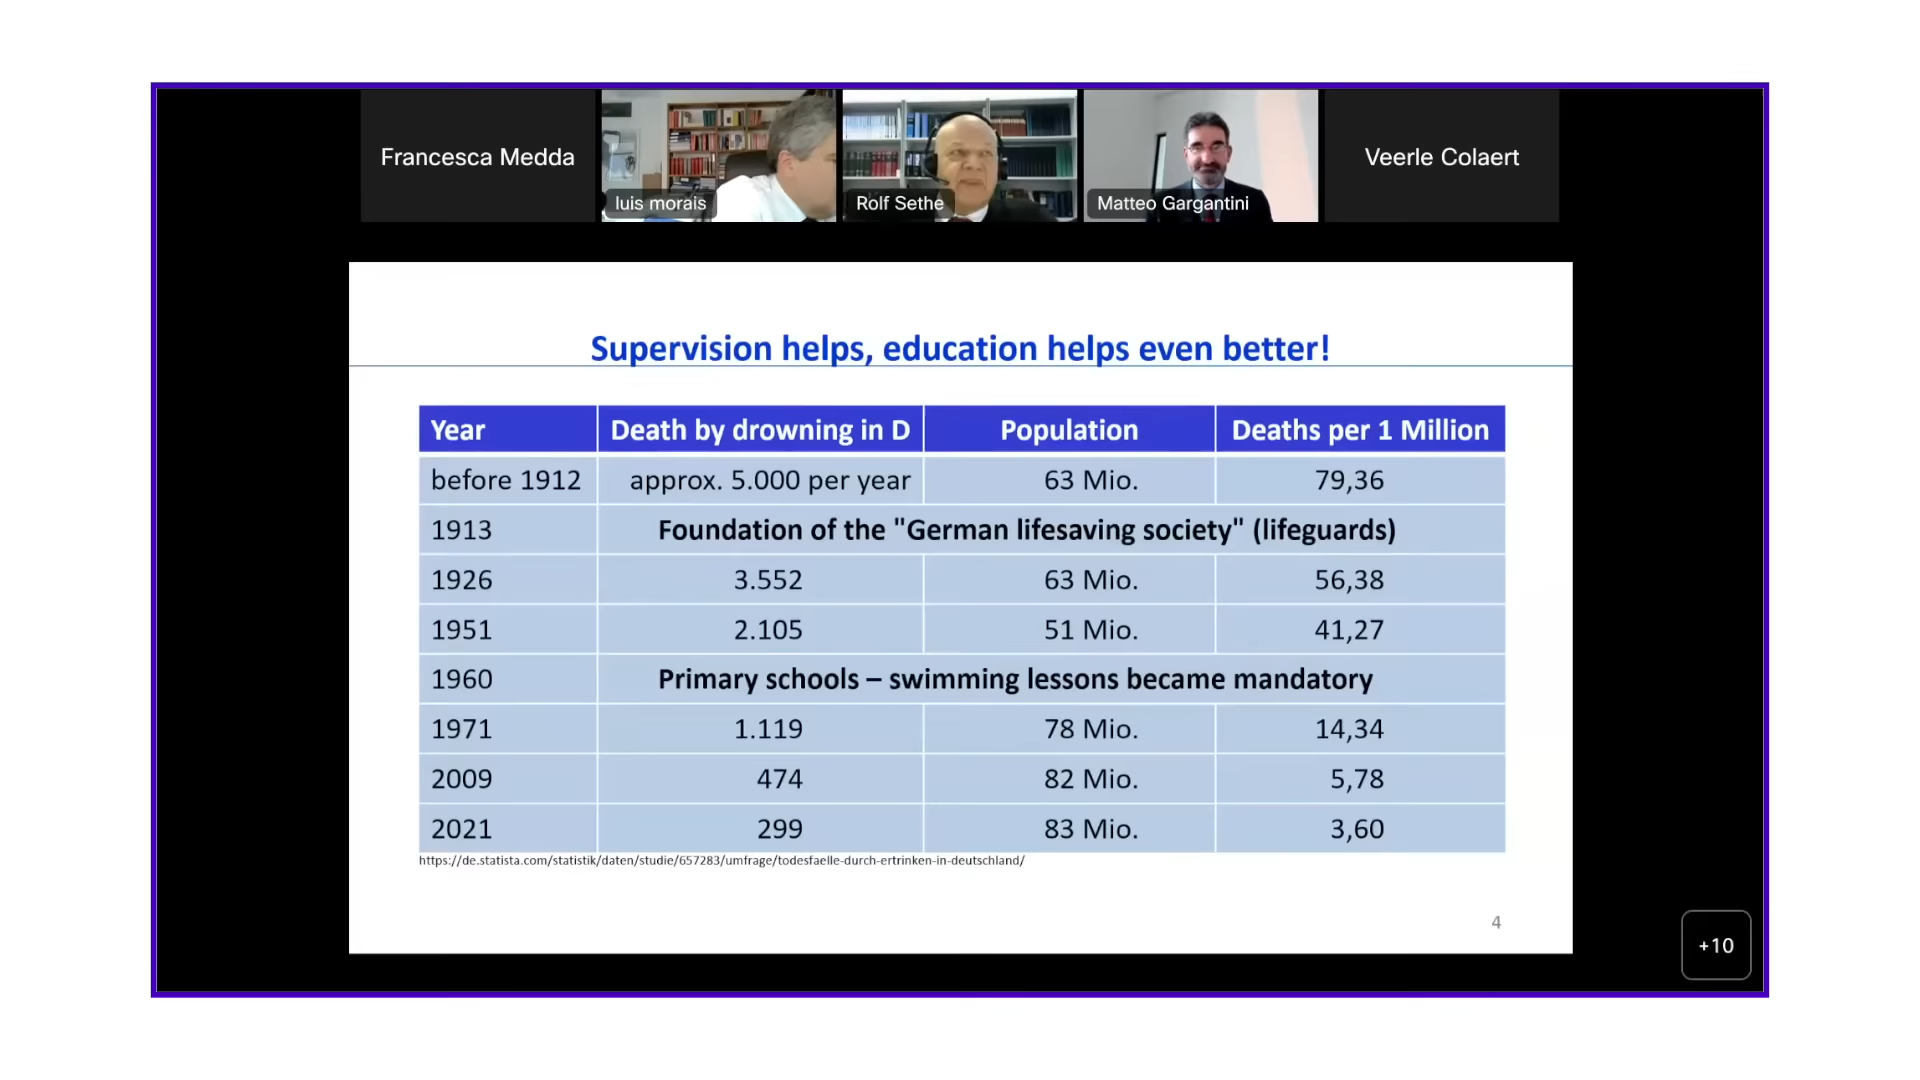 Francesca Medda
luis morais
Rolf Sethe
Matteo Gargantini
Veerle Colaert
Supervision helps, education helps even better!
Year Death by drowning in D Population Deaths per 1 Million
before 1912 approx. 5.000 per year 63 Mio. 79,36
1913 Foundation of the "German lifesaving society" (lifeguards)
1926 3.552 63 Mio. 56,38
1951 2.105 51 Mio. 41,27
1960 Primary schools – swimming lessons became mandatory
1971 1.119 78 Mio. 14,34
2009 474 82 Mio. 5,78
2021 299 83 Mio. 3,60
https://de.statista.com/statistik/daten/studie/657283/umfrage/todesfaelle-durch-ertrinken-in-deutschland/
4
+10